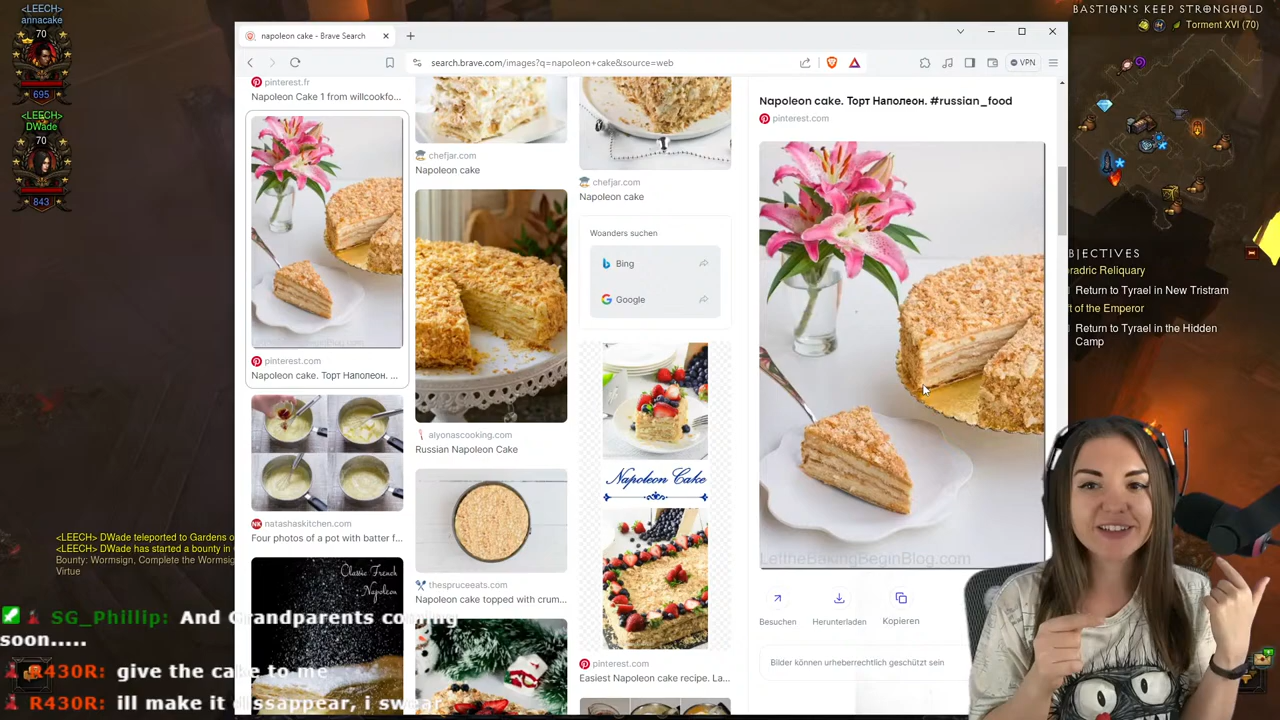 <LEECH>
annacake
70
695
<LEECH>
DWade
70
843
napoleon cake - Brave Search
search.brave.com/images?q=napoleon+cake&source=web
VPN
BASTION'S KEEP STRONGHOLD
Torment XVI (70)
pinterest.fr
Napoleon Cake 1 from willcookfo...
pinterest.com
Napoleon cake. Торт Наполеон. ...
natashaskitchen.com
Four photos of a pot with batter f...
Classic French
Napoleon
chefjar.com
Napoleon cake
alyonascooking.com
Russian Napoleon Cake
thespruceeats.com
Napoleon cake topped with crum...
chefjar.com
Napoleon cake
Woanders suchen
Bing
Google
Napoleon Cake
pinterest.com
Easiest Napoleon cake recipe. La...
Napoleon cake. Торт Наполеон. #russian_food
pinterest.com
LettheBakingBeginBlog.com
Besuchen
Herunterladen
Kopieren
Bilder können urheberrechtlich geschützt sein
BJECTIVES
radric Reliquary
Return to Tyrael in New Tristram
ft of the Emperor
Return to Tyrael in the Hidden
Camp
<LEECH> DWade teleported to Gardens o
<LEECH> DWade has started a bounty in
Bounty: Wormsign, Complete the Wormsig
Virtue
SG_Phillip: And Grandparents coming
soon.....
R430R: give the cake to me
R430R: ill make it dissappear, i swear